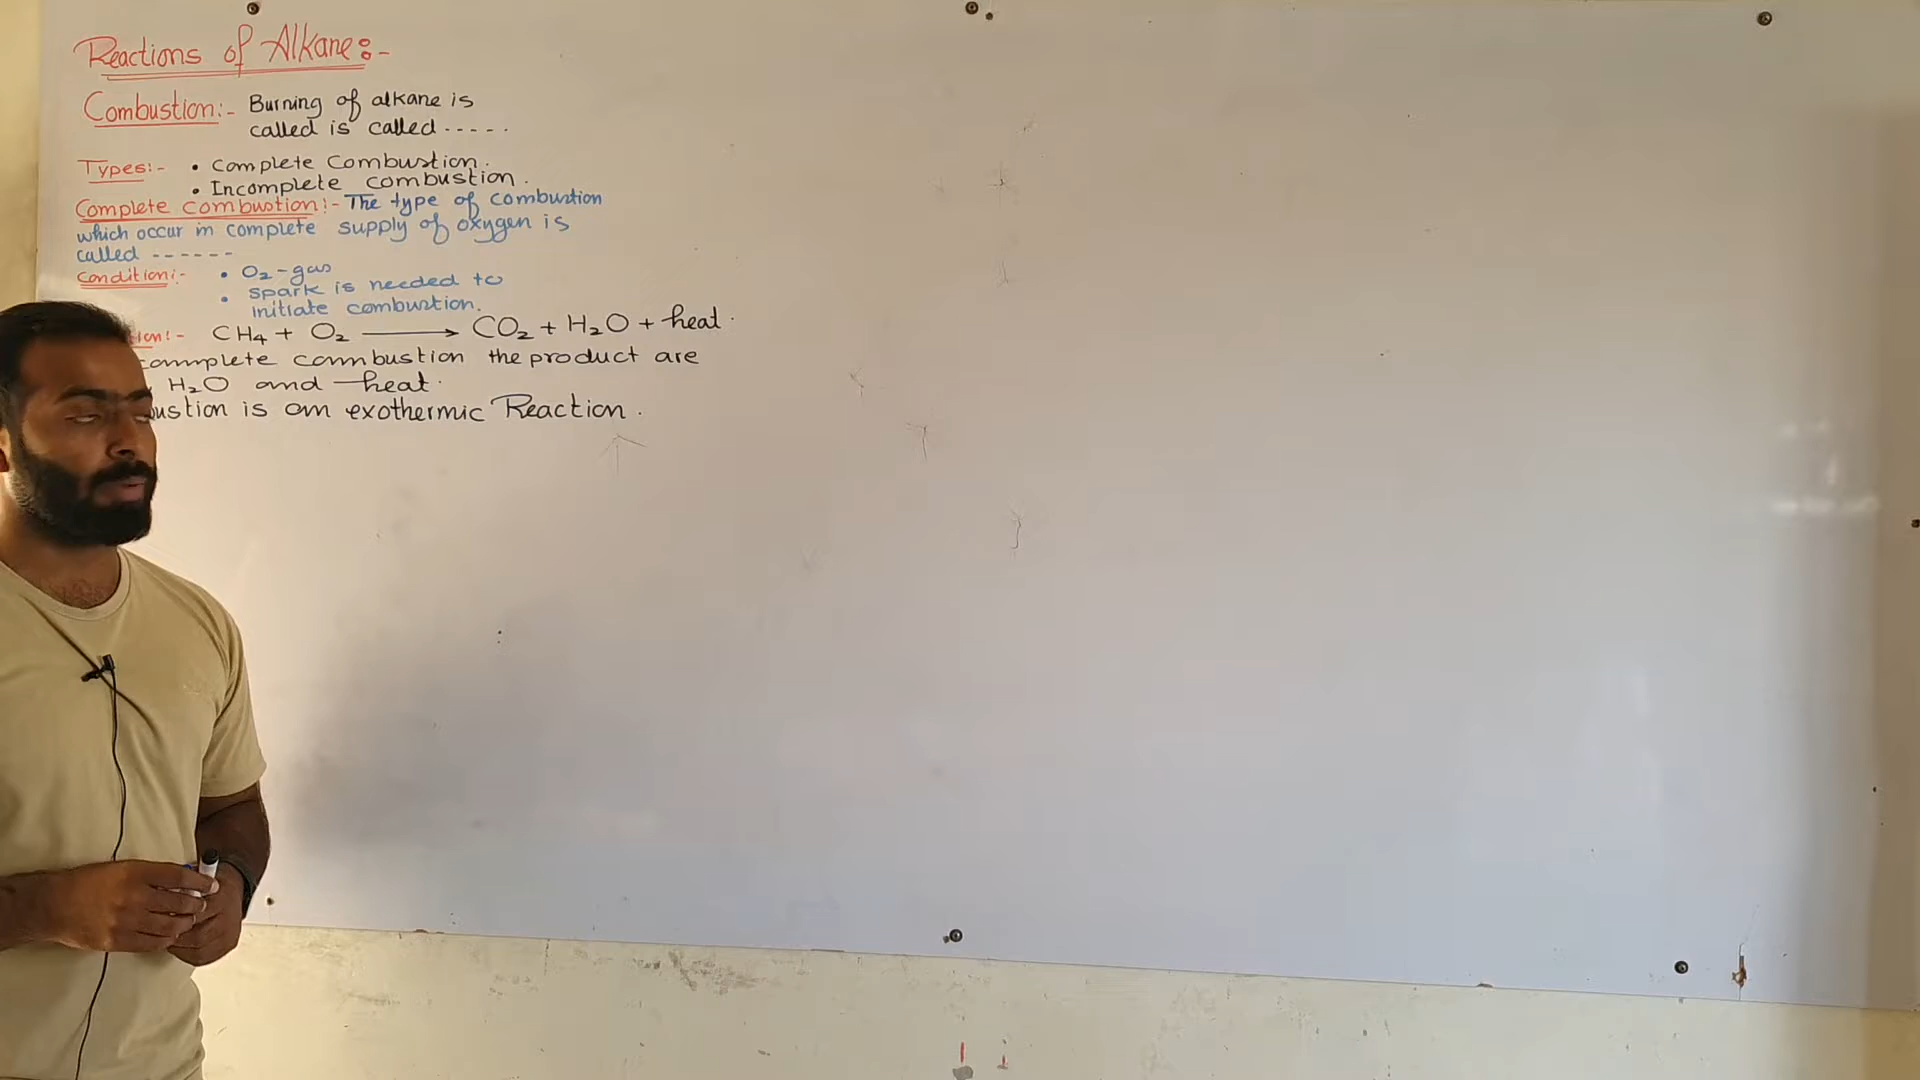 Reactions of Alkane:-
Combustion:- Burning of alkane is
called is called -----
Types:- • Complete Combustion.
• Incomplete combustion.
Complete combustion:- The type of combustion
which occur in complete supply of oxygen is
called ------
Condition:- • O₂-gas
• spark is needed to
initiate combustion.
tion:- CH₄ + O₂ ⟶ CO₂ + H₂O + heat.
complete combustion the product are
H₂O and heat.
ustion is an exothermic Reaction.